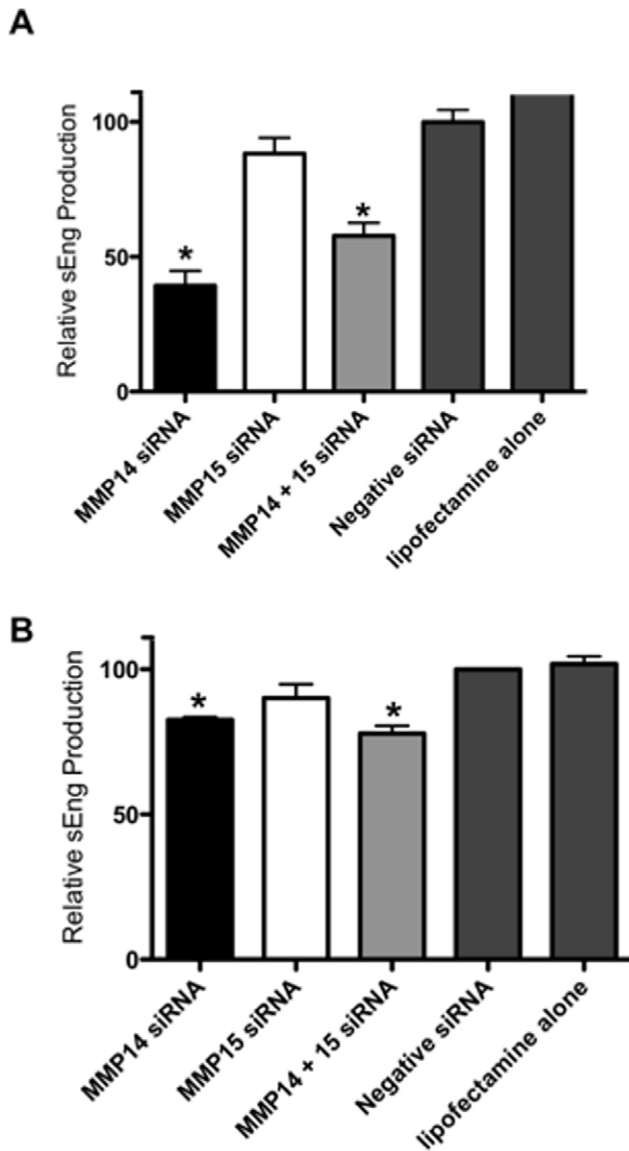 A
Relative sEng Production
100
50
0
*
*
MMP14 siRNA
MMP15 siRNA
MMP14 + 15 siRNA
Negative siRNA
lipofectamine alone
B
Relative sEng Production
100
50
0
*
*
MMP14 siRNA
MMP15 siRNA
MMP14 + 15 siRNA
Negative siRNA
lipofectamine alone